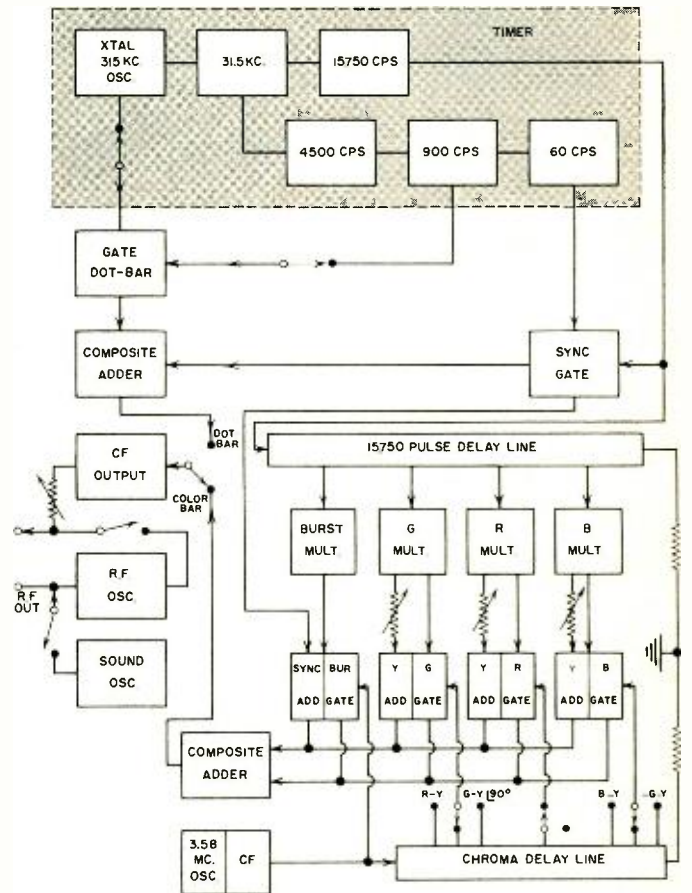 TIMER
XTAL
315 KC
OSC
31.5 KC.
15750 CPS
4500 CPS
900 CPS
60 CPS
GATE
DOT-BAR
COMPOSITE
ADDER
SYNC
GATE
DOT
BAR
15750 PULSE DELAY LINE
CF
OUTPUT
COLOR
BAR
BURST
MULT
G
MULT
R
MULT
B
MULT
RF
OSC
RF
OUT
SOUND
OSC
SYNC BUR
ADD GATE
Y G
ADD GATE
Y R
ADD GATE
Y B
ADD GATE
COMPOSITE
ADDER
R-Y G-Y 90° B-Y -G-Y
3.58
MC.
OSC
CF
CHROMA DELAY LINE